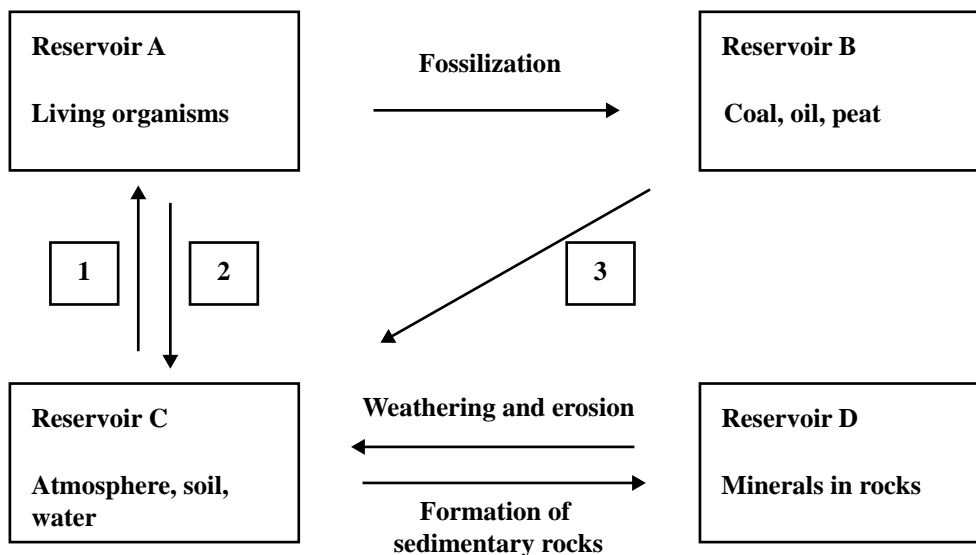 Reservoir A
Living organisms
Fossilization
Reservoir B
Coal, oil, peat
1
2
3
Reservoir C
Atmosphere, soil,
water
Weathering and erosion
Formation of
sedimentary rocks
Reservoir D
Minerals in rocks